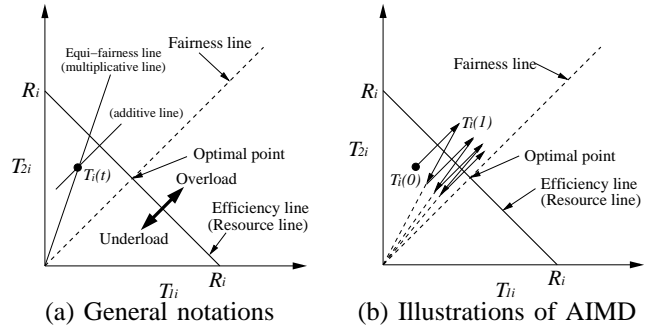 Equi-fairness line
(multiplicative line)
Fairness line
Ri
(additive line)
T2i
Ti(t)
Optimal point
Overload
Efficiency line
(Resource line)
Underload
T1i
Ri
(a) General notations
Fairness line
Ri
Ti(1)
T2i
Ti(0)
Optimal point
Efficiency line
(Resource line)
T1i
Ri
(b) Illustrations of AIMD